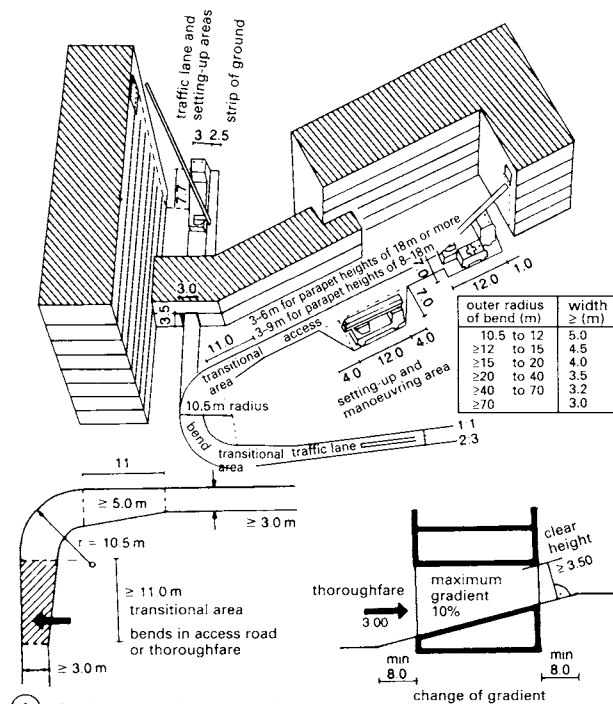 traffic lane and
setting-up areas
strip of ground
3 2.5
7.7
3.0
3.5
3–6m for parapet heights of 18m or more
3–9m for parapet heights of 8–18m
11.0
transitional access
area
7.0
7.0
12.0 1.0
4.0 12.0 4.0
setting-up and
manoeuvring area
outer radius of bend (m) width ≥ (m)
10.5 to 12 5.0
≥12 to 15 4.5
≥15 to 20 4.0
≥20 to 40 3.5
≥40 to 70 3.2
≥70 3.0
10.5m radius
bend
transitional traffic lane
area
1:1
2:3
11
≥ 5.0m
≥ 3.0m
r = 10.5m
≥ 11.0m
transitional area
bends in access road
or thoroughfare
≥ 3.0m
clear
height
≥ 3.50
thoroughfare
3.00
maximum
gradient
10%
min
8.0
min
8.0
change of gradient